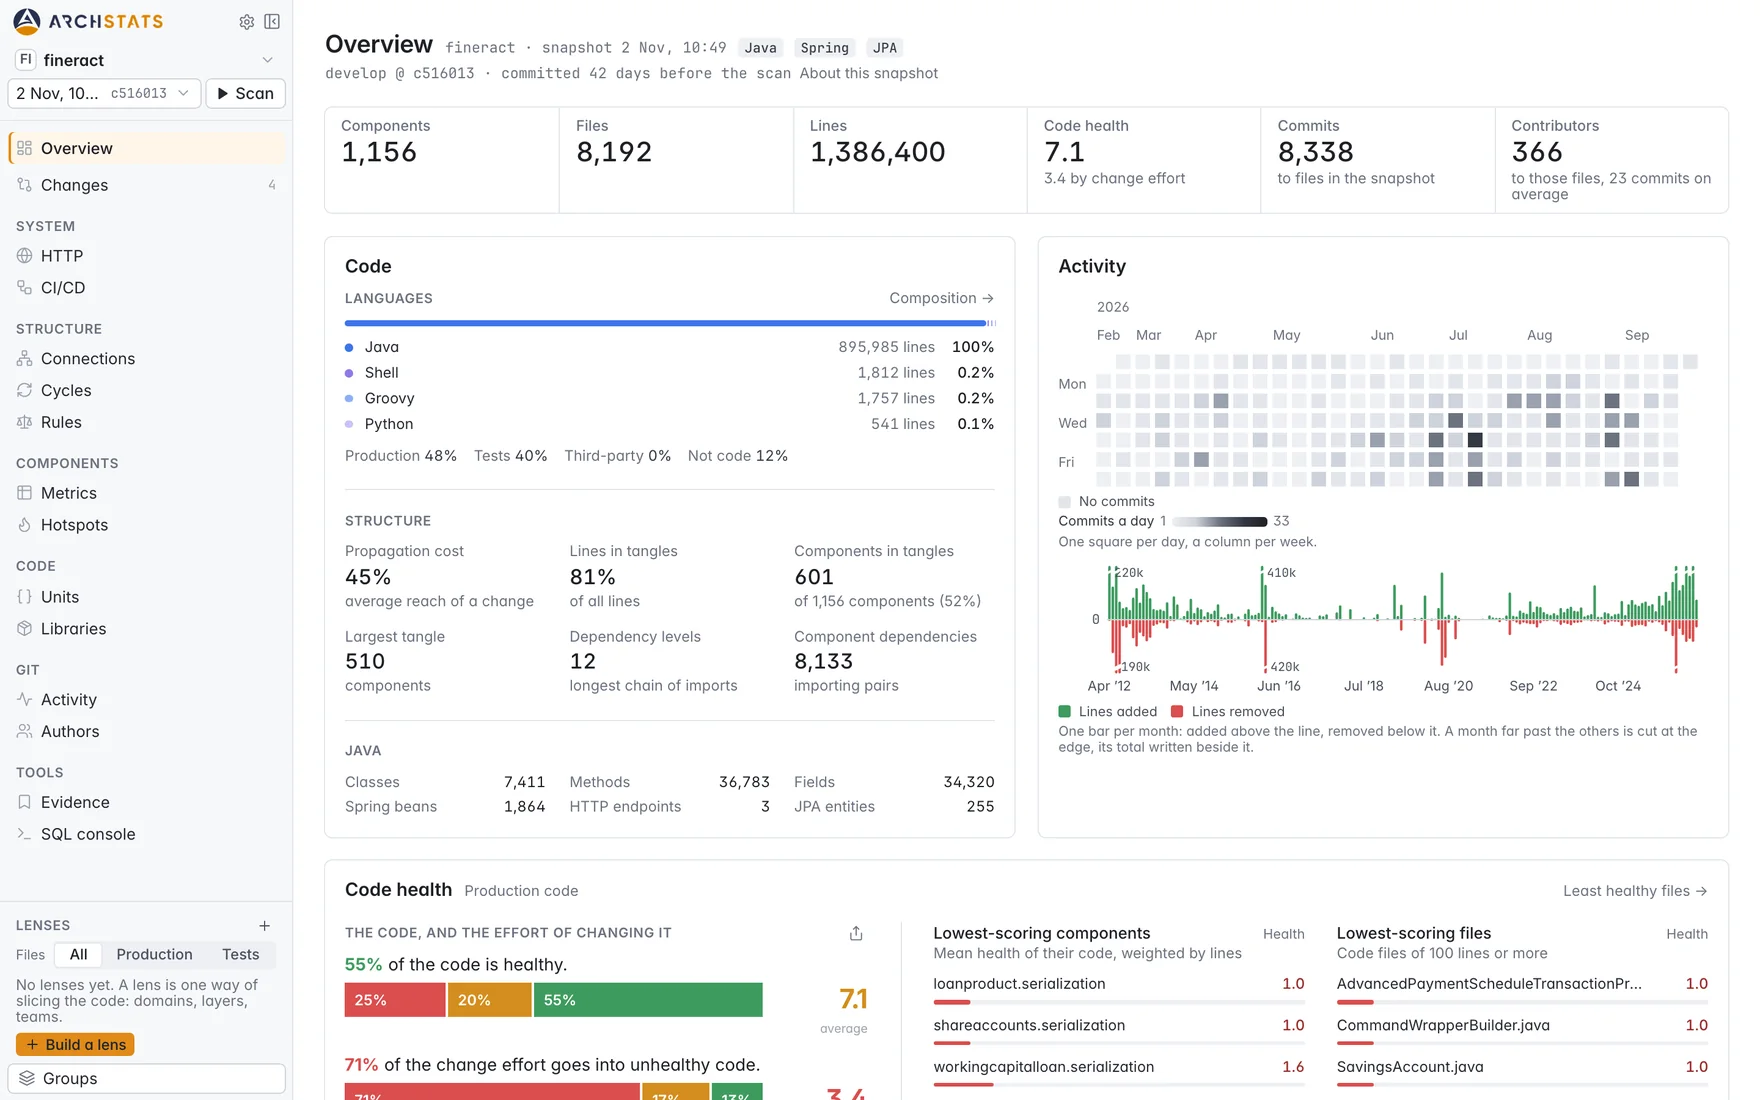 ARCHSTATS
FI fineract
2 Nov, 10... c516013
Scan
Overview
Changes 4
SYSTEM
HTTP
CI/CD
STRUCTURE
Connections
Cycles
Rules
COMPONENTS
Metrics
Hotspots
CODE
Units
Libraries
GIT
Activity
Authors
TOOLS
Evidence
SQL console
LENSES +
Files All Production Tests
No lenses yet. A lens is one way of
slicing the code: domains, layers,
teams.
+ Build a lens
Groups
Overview fineract · snapshot 2 Nov, 10:49 Java Spring JPA
develop @ c516013 · committed 42 days before the scan About this snapshot
Components
1,156
Files
8,192
Lines
1,386,400
Code health
7.1
3.4 by change effort
Commits
8,338
to files in the snapshot
Contributors
366
to those files, 23 commits on
average
Code
LANGUAGES Composition →
Java 895,985 lines 100%
Shell 1,812 lines 0.2%
Groovy 1,757 lines 0.2%
Python 541 lines 0.1%
Production 48% Tests 40% Third-party 0% Not code 12%
STRUCTURE
Propagation cost
45%
average reach of a change
Lines in tangles
81%
of all lines
Components in tangles
601
of 1,156 components (52%)
Largest tangle
510
components
Dependency levels
12
longest chain of imports
Component dependencies
8,133
importing pairs
JAVA
Classes 7,411 Methods 36,783 Fields 34,320
Spring beans 1,864 HTTP endpoints 3 JPA entities 255
Activity
2026
Feb Mar Apr May Jun Jul Aug Sep
Mon
Wed
Fri
No commits
Commits a day 1 33
One square per day, a column per week.
220k 410k
0
190k 420k
Apr '12 May '14 Jun '16 Jul '18 Aug '20 Sep '22 Oct '24
Lines added Lines removed
One bar per month: added above the line, removed below it. A month far past the others is cut at the
edge, its total written beside it.
Code health Production code Least healthy files →
THE CODE, AND THE EFFORT OF CHANGING IT
55% of the code is healthy.
25% 20% 55% 7.1
average
71% of the change effort goes into unhealthy code.
71% 17% 13% 3.4
Lowest-scoring components Health
Mean health of their code, weighted by lines
loanproduct.serialization 1.0
shareaccounts.serialization 1.0
workingcapitalloan.serialization 1.6
Lowest-scoring files Health
Code files of 100 lines or more
AdvancedPaymentScheduleTransactionPr... 1.0
CommandWrapperBuilder.java 1.0
SavingsAccount.java 1.0